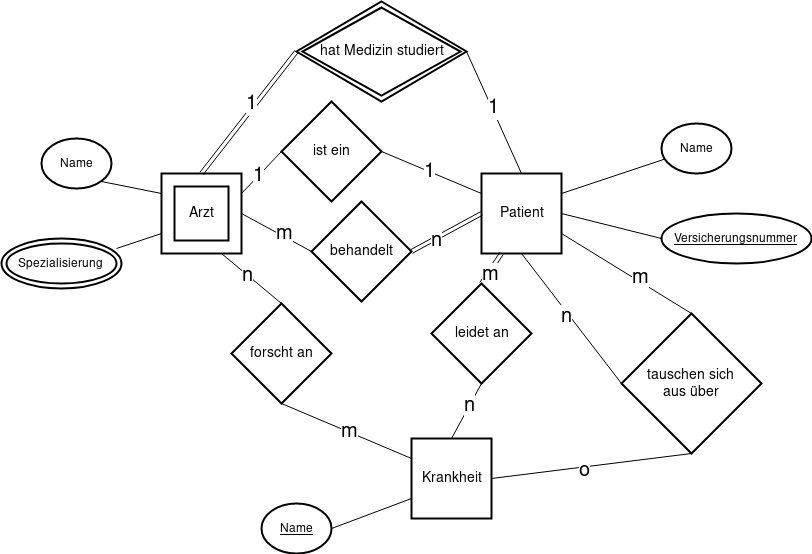 hat Medizin studiert
1
1
ist ein
1
1
Name
Name
Arzt
Patient
m
behandelt
n
Spezialisierung
Versicherungsnummer
n
m
m
n
forscht an
leidet an
tauschen sich
aus über
n
m
o
Krankheit
Name